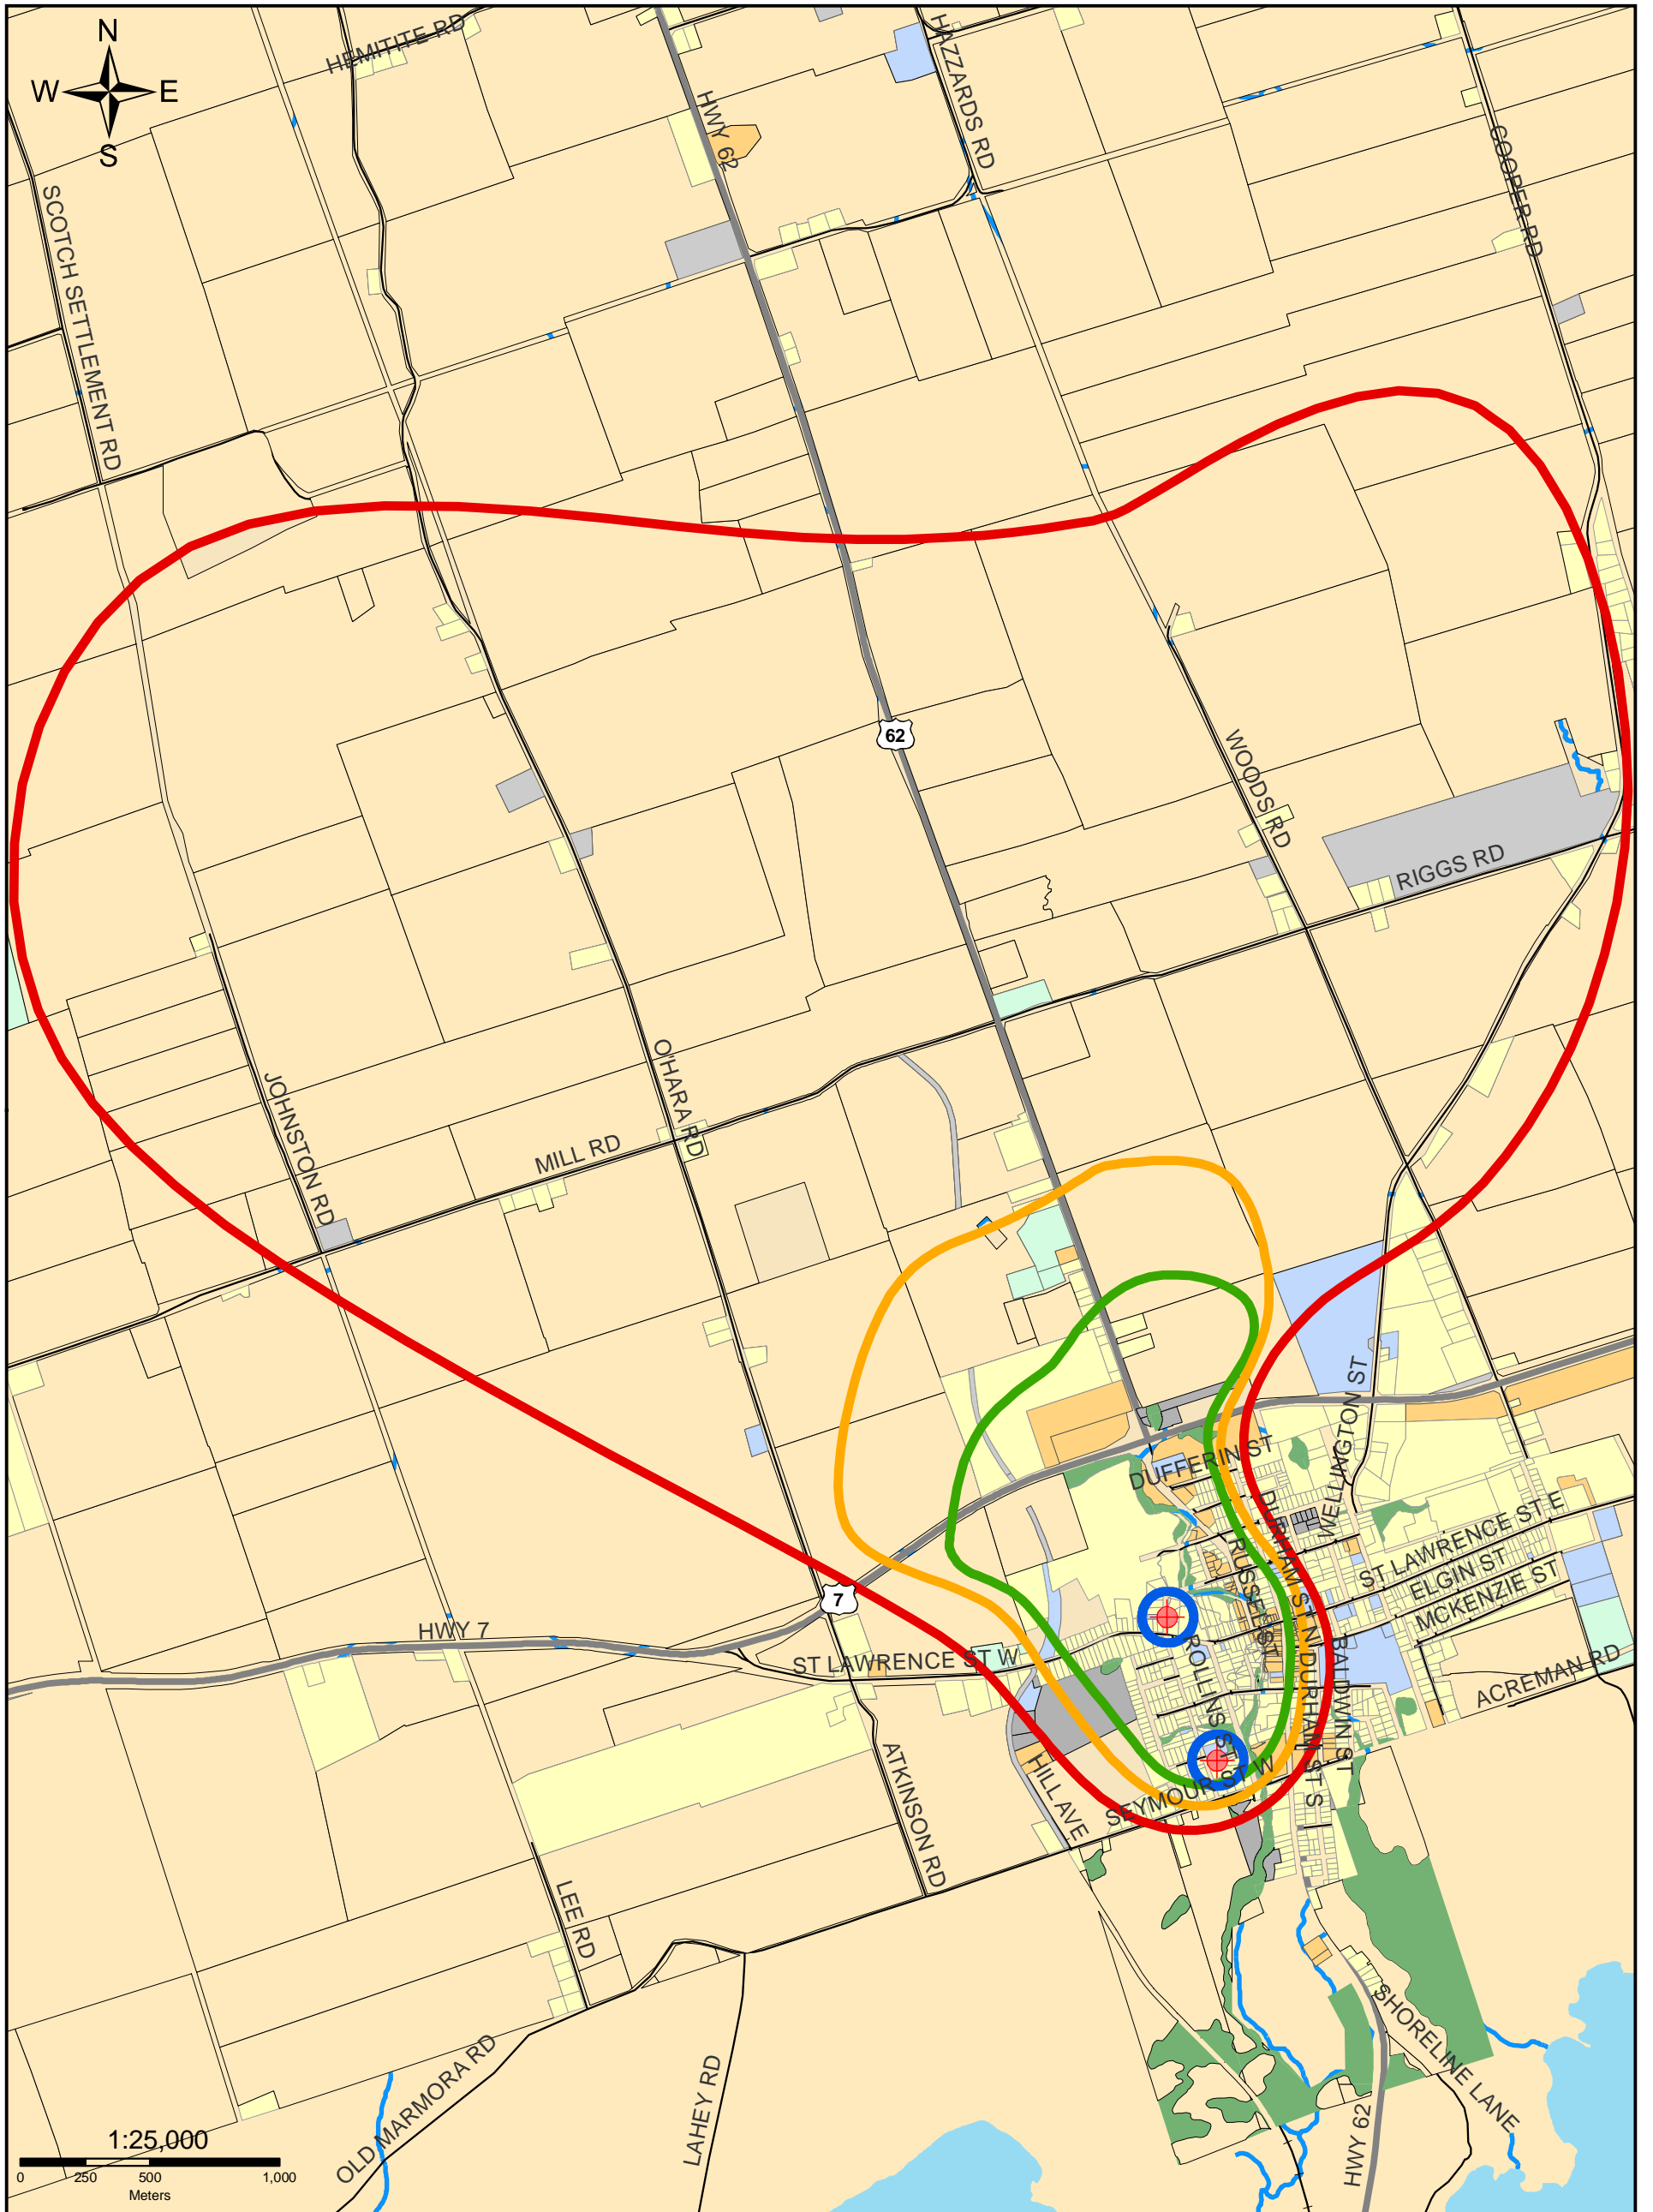 N
W E
S
HEMITITE RD
HWY 62
HAZZARDS RD
COOPER RD
SCOTCH SETTLEMENT RD
62
WOODS RD
RIGGS RD
O'HARA RD
JOHNSTON RD
MILL RD
WELLINGTON ST
DUFFERIN ST
DURHAM ST N
RUSSEL ST
ST LAWRENCE ST E
ELGIN ST
MCKENZIE ST
7
HWY 7
ST LAWRENCE ST W
ROLLINS ST
BALDWIN ST
DURHAM ST S
ACREMAN RD
ATKINSON RD
HILL AVE
SEYMOUR ST W
LEE RD
SHORELINE LANE
OLD MARMORA RD
LAHEY RD
HWY 62
1:25,000
0 250 500 1,000
Meters